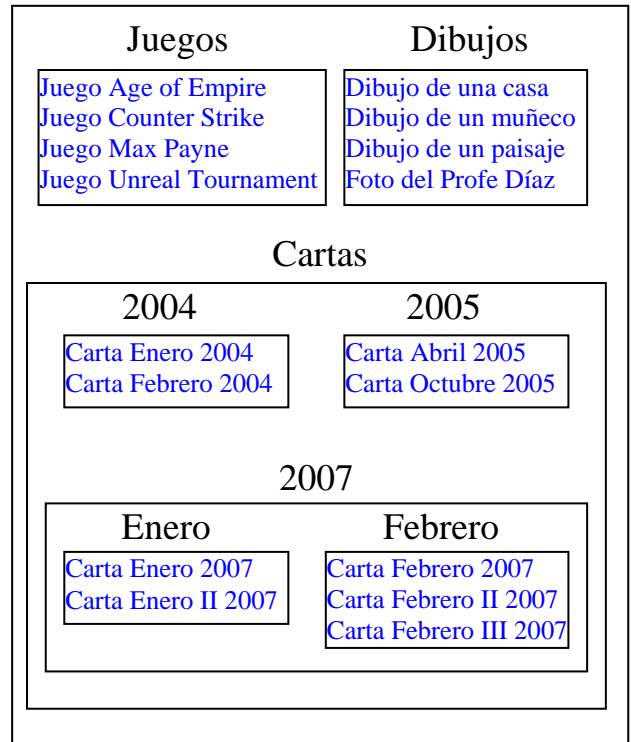 Juegos
Juego Age of Empire
Juego Counter Strike
Juego Max Payne
Juego Unreal Tournament
Dibujos
Dibujo de una casa
Dibujo de un muñeco
Dibujo de un paisaje
Foto del Profe Díaz
Cartas
2004
Carta Enero 2004
Carta Febrero 2004
2005
Carta Abril 2005
Carta Octubre 2005
2007
Enero
Carta Enero 2007
Carta Enero II 2007
Febrero
Carta Febrero 2007
Carta Febrero II 2007
Carta Febrero III 2007